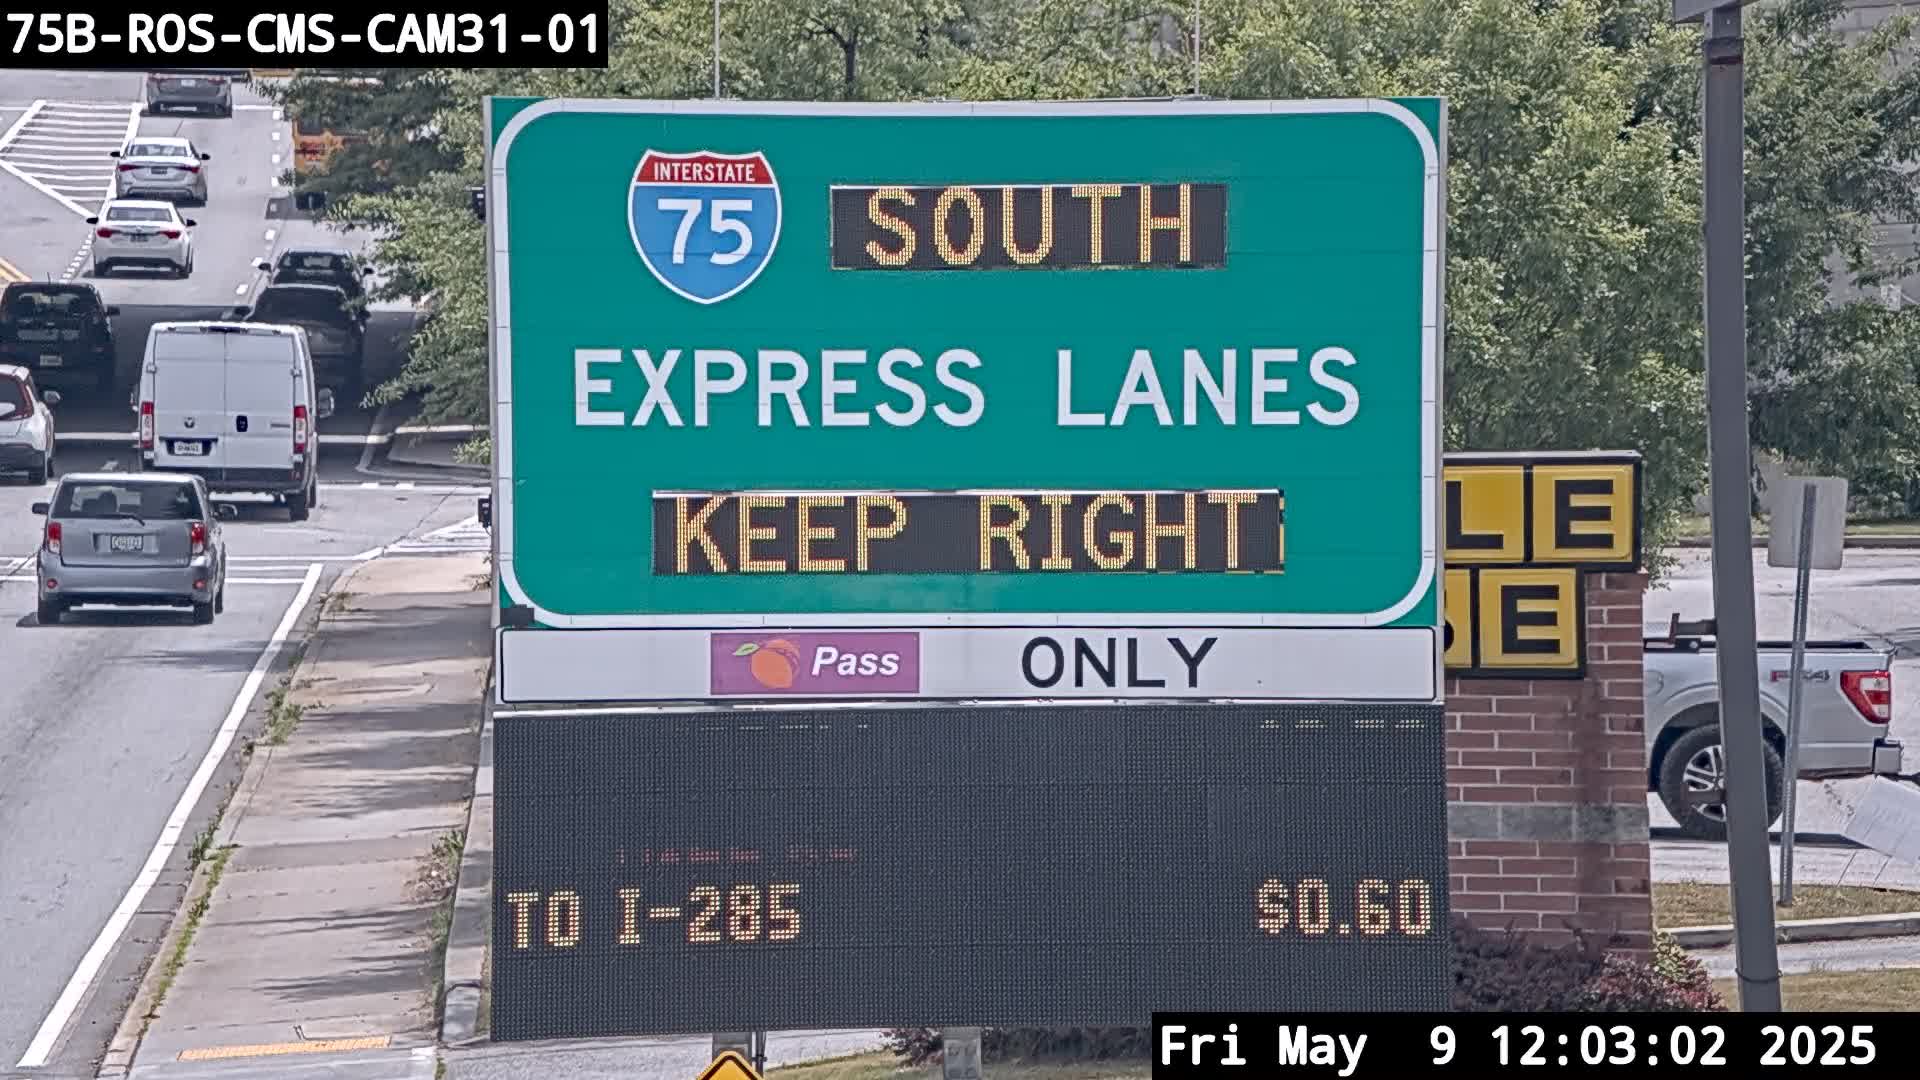 75B-ROS-CMS-CAM31-01
INTERSTATE
75
SOUTH
EXPRESS LANES
KEEP RIGHT
Pass ONLY
TO I-285 $0.60
LE
E
Fri May 9 12:03:02 2025